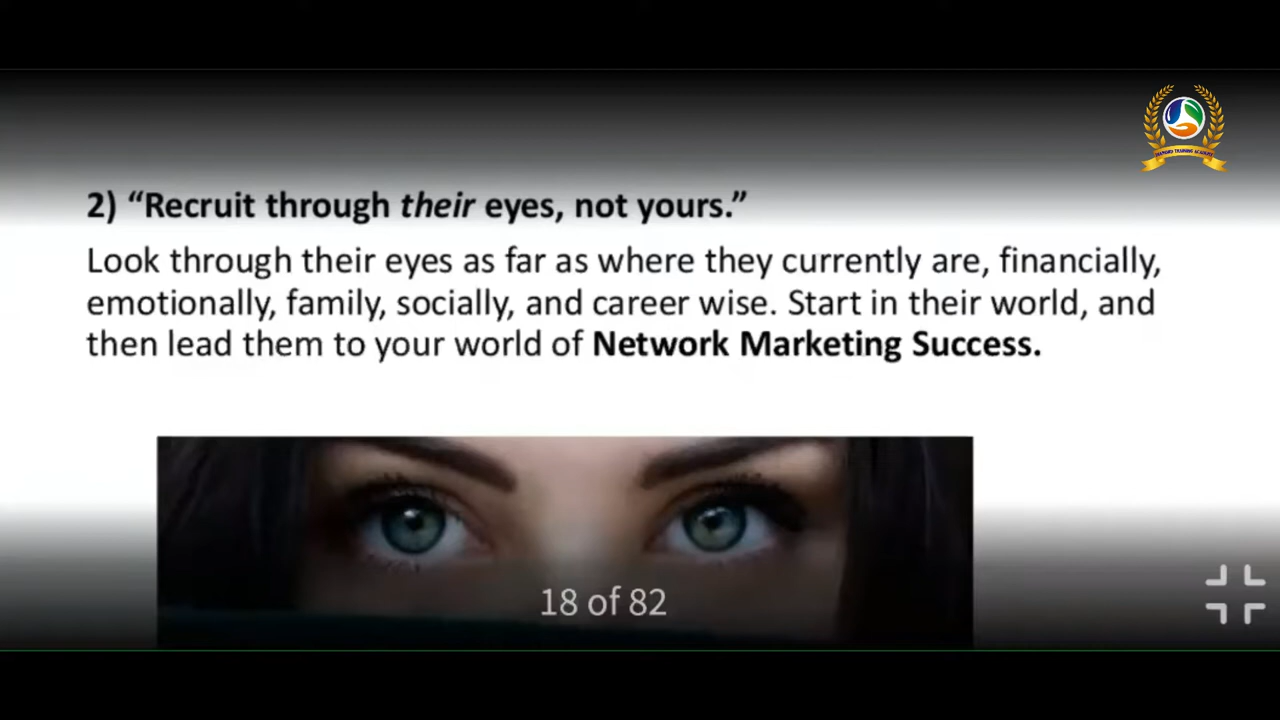 2) “Recruit through their eyes, not yours.”
Look through their eyes as far as where they currently are, financially,
emotionally, family, socially, and career wise. Start in their world, and
then lead them to your world of Network Marketing Success.
18 of 82